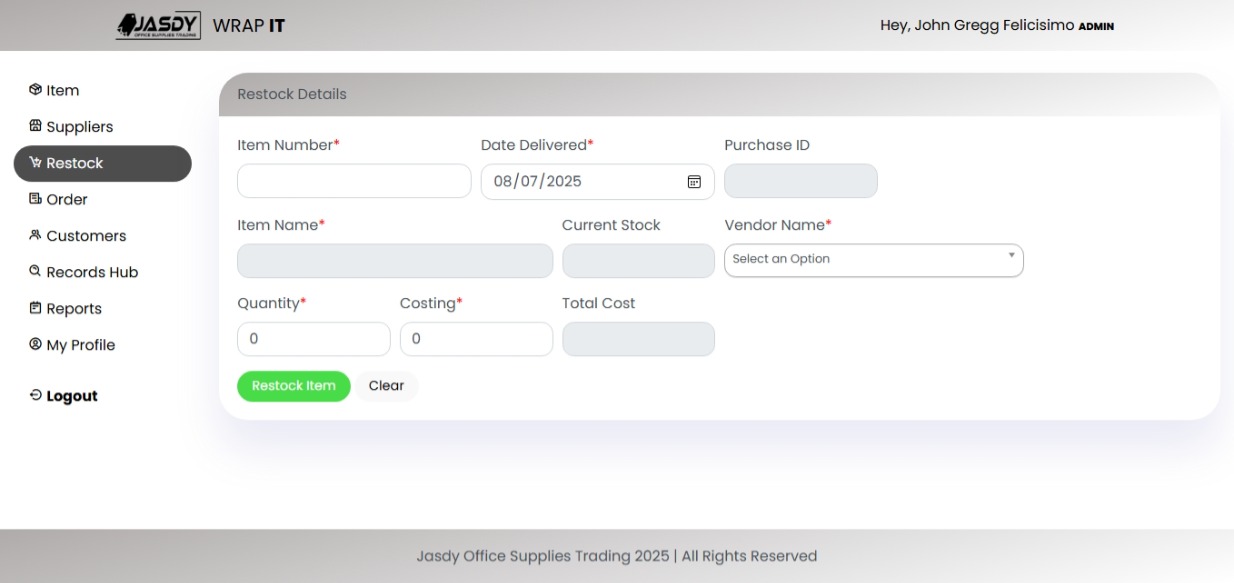 JASDY
OFFICE SUPPLIES TRADING
WRAP IT
Hey, John Gregg Felicisimo ADMIN
Item
Suppliers
Restock
Order
Customers
Records Hub
Reports
My Profile
Logout
Restock Details
Item Number* Date Delivered* Purchase ID
08/07/2025
Item Name* Current Stock Vendor Name*
Select an Option
Quantity* Costing* Total Cost
0 0
Restock Item Clear
Jasdy Office Supplies Trading 2025 | All Rights Reserved